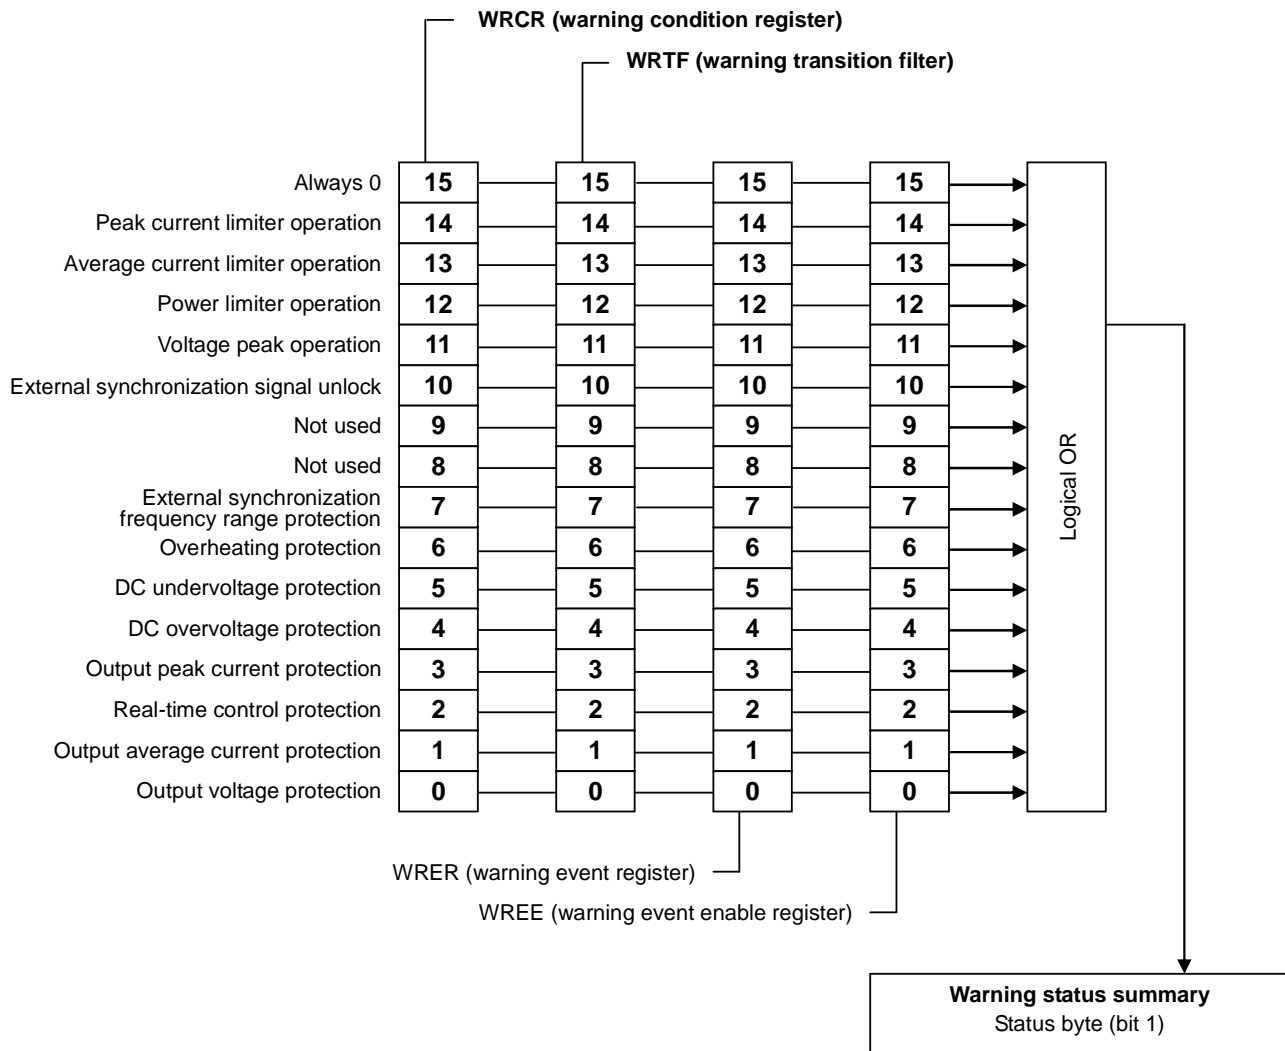 WRCR (warning condition register)
WRTF (warning transition filter)
Always 0 15 15 15 15
Peak current limiter operation 14 14 14 14
Average current limiter operation 13 13 13 13
Power limiter operation 12 12 12 12
Voltage peak operation 11 11 11 11
External synchronization signal unlock 10 10 10 10
Not used 9 9 9 9
Not used 8 8 8 8
External synchronization
frequency range protection 7 7 7 7
Overheating protection 6 6 6 6
DC undervoltage protection 5 5 5 5
DC overvoltage protection 4 4 4 4
Output peak current protection 3 3 3 3
Real-time control protection 2 2 2 2
Output average current protection 1 1 1 1
Output voltage protection 0 0 0 0
Logical OR
WRER (warning event register)
WREE (warning event enable register)
Warning status summary
Status byte (bit 1)